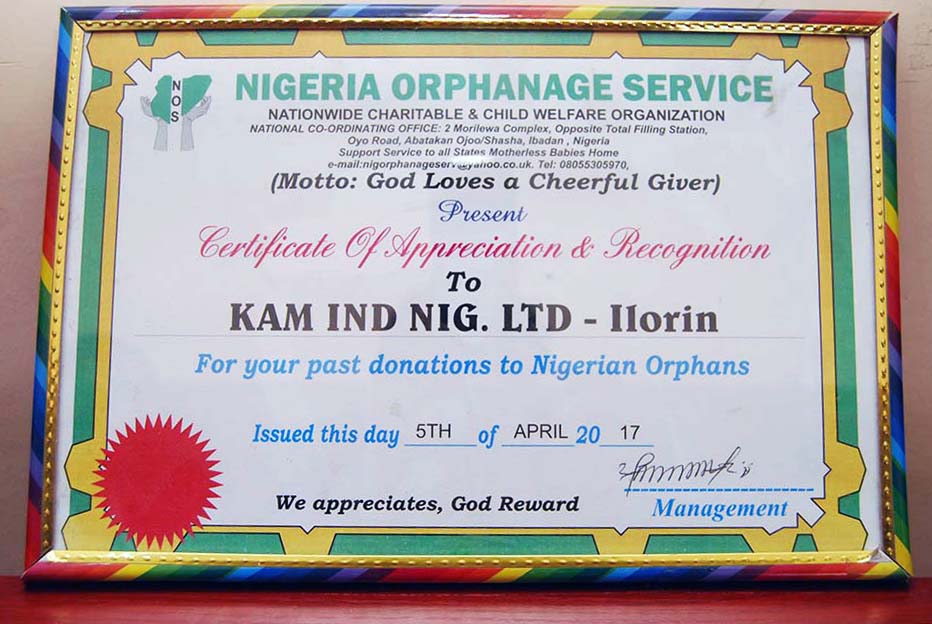 NOS
NIGERIA ORPHANAGE SERVICE
NATIONWIDE CHARITABLE & CHILD WELFARE ORGANIZATION
NATIONAL CO-ORDINATING OFFICE: 2 Morilewa Complex, Opposite Total Filling Station,
Oyo Road, Abatakan Ojoo/Shasha, Ibadan , Nigeria
Support Service to all States Motherless Babies Home
e-mail:nigorphanageserv@yahoo.co.uk. Tel: 08055305970,
(Motto: God Loves a Cheerful Giver)
Present
Certificate Of Appreciation & Recognition
To
KAM IND NIG. LTD - Ilorin
For your past donations to Nigerian Orphans
Issued this day 5TH of APRIL 20 17
We appreciates, God Reward
Management